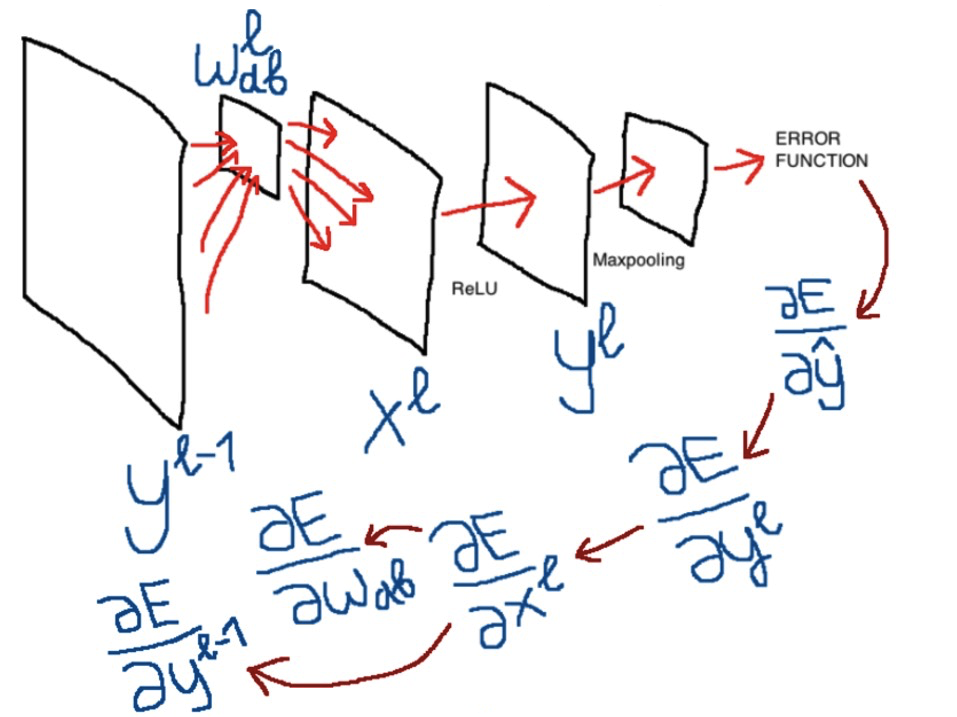 w^l_ab
ERROR
FUNCTION
Maxpooling
ReLU
∂E/∂ŷ
y^l
x^l
y^{l-1}
∂E/∂y^l
∂E/∂x^l
∂E/∂w_ab
∂E/∂y^{l-1}